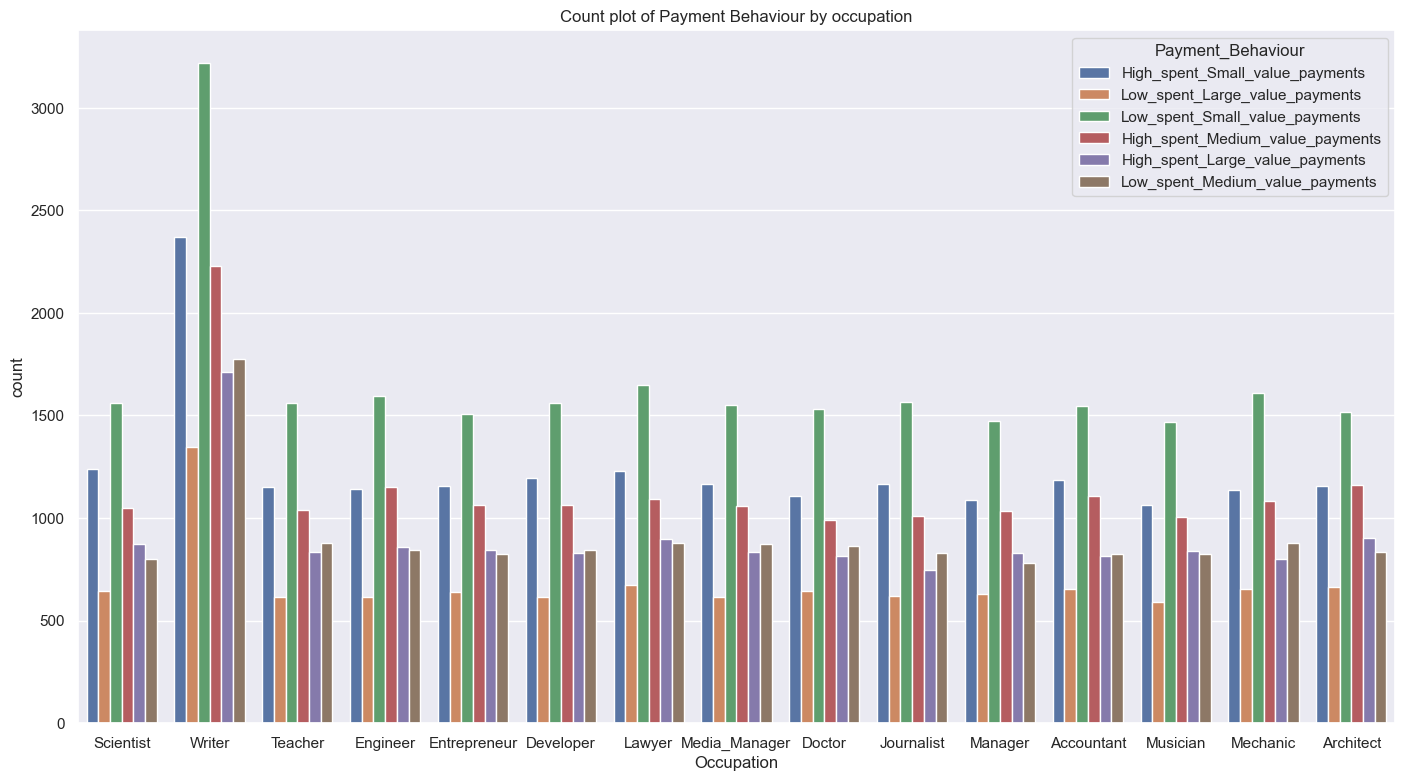 Count plot of Payment Behaviour by occupation
Payment_Behaviour
High_spent_Small_value_payments
Low_spent_Large_value_payments
Low_spent_Small_value_payments
High_spent_Medium_value_payments
High_spent_Large_value_payments
Low_spent_Medium_value_payments
count
3000
2500
2000
1500
1000
500
0
Scientist Writer Teacher Engineer Entrepreneur Developer Lawyer Media_Manager Doctor Journalist Manager Accountant Musician Mechanic Architect
Occupation